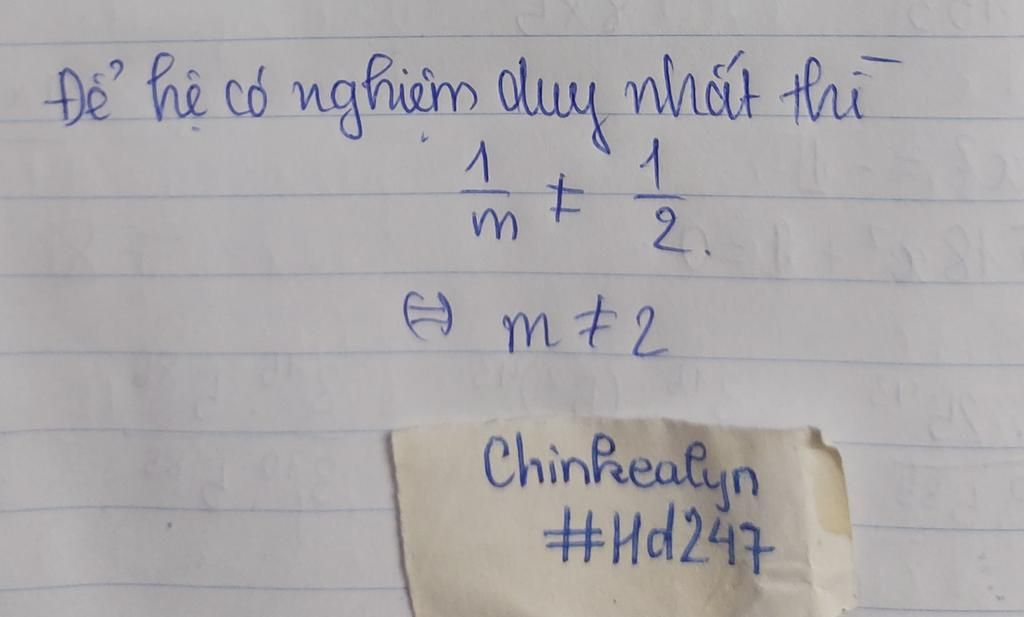 Để hệ có nghiệm duy nhất thì
1/m ≠ 1/2.
⇔ m ≠ 2
Chinkealyn
#Hd247